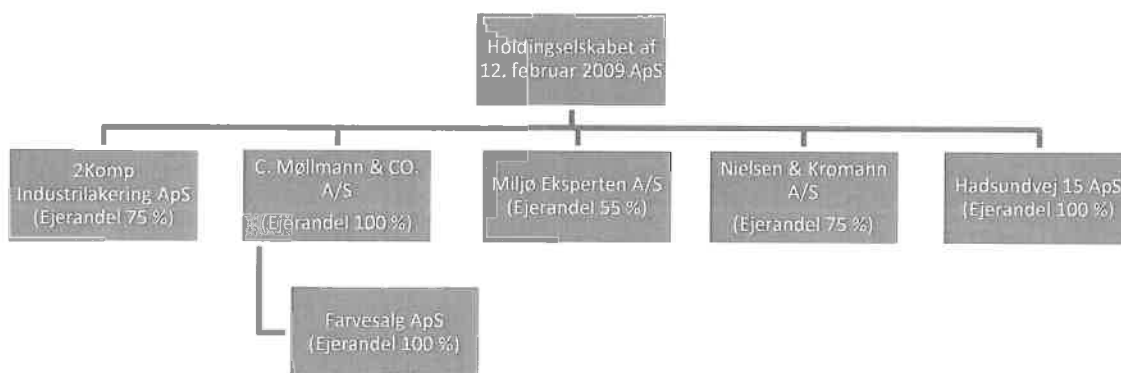 Holdingselskabet af
12. februar 2009 ApS
2Komp
Industrilakering ApS
(Ejerandel 75 %)
C. Møllmann & CO.
A/S
(Ejerandel 100 %)
Miljø Eksperten A/S
(Ejerandel 55 %)
Nielsen & Kromann
A/S
(Ejerandel 75 %)
Hadsundvej 15 ApS
(Ejerandel 100 %)
Farvesalg ApS
(Ejerandel 100 %)